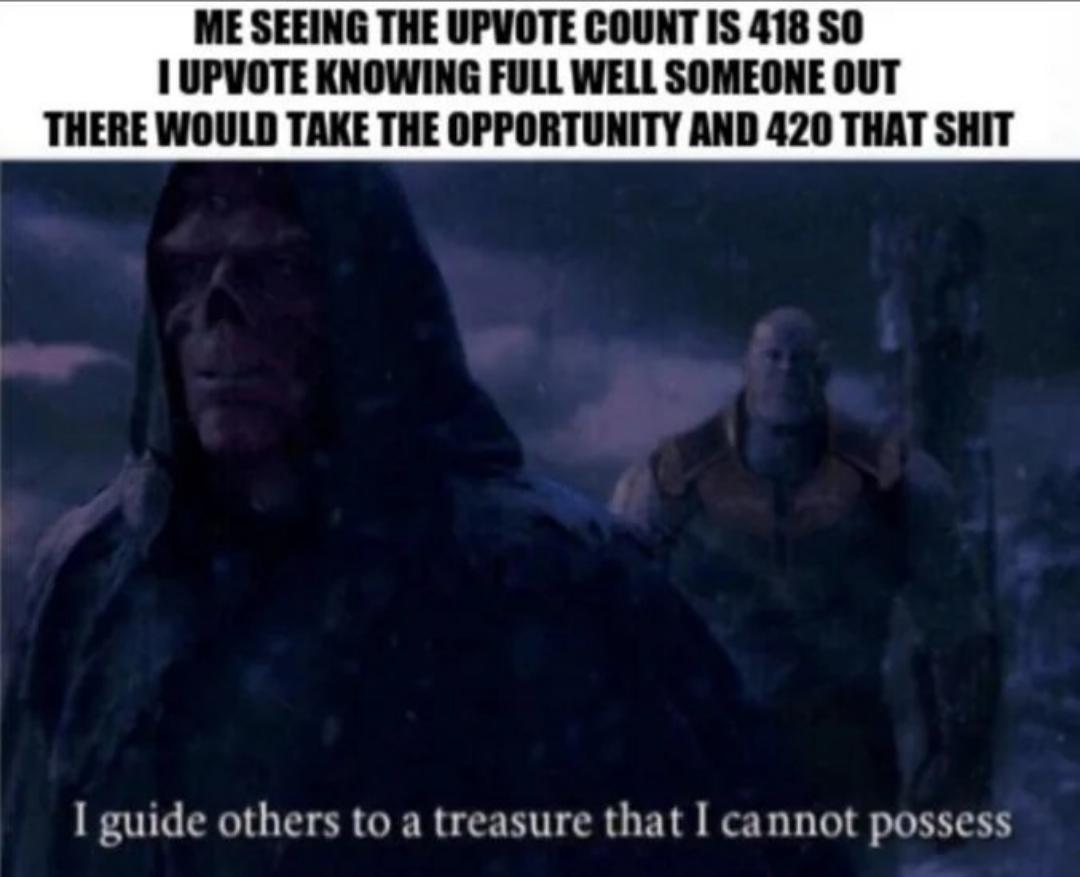 ME SEEING THE UPVOTE COUNT IS 418 SO
I UPVOTE KNOWING FULL WELL SOMEONE OUT
THERE WOULD TAKE THE OPPORTUNITY AND 420 THAT SHIT
I guide others to a treasure that I cannot possess